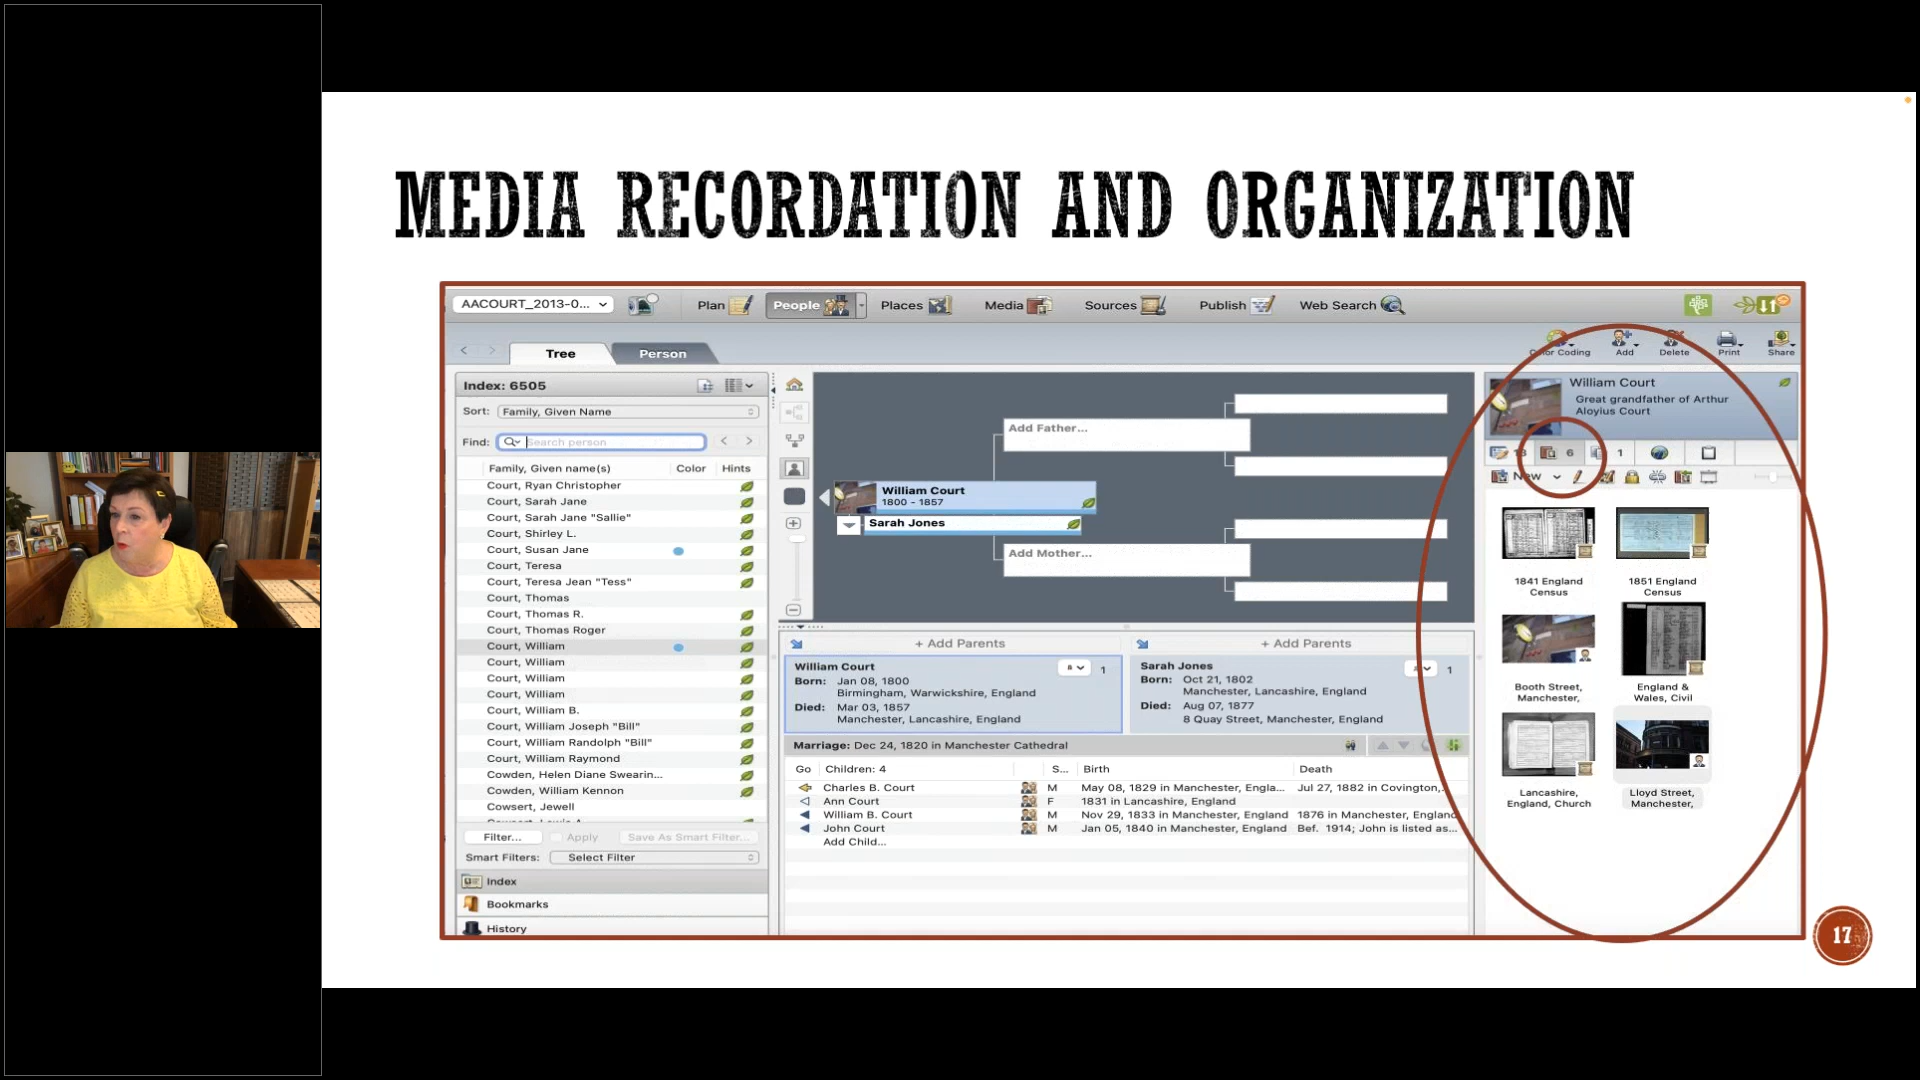 MEDIA RECORDATION AND ORGANIZATION
AACOURT_2013-0...
Plan
People
Places
Media
Sources
Publish
Web Search
Tree
Person
Color Coding
Add
Delete
Print
Share
Index: 6505
Sort: Family, Given Name
Find: Search person
Family, Given name(s) Color Hints
Court, Ryan Christopher
Court, Sarah Jane
Court, Sarah Jane "Sallie"
Court, Shirley L.
Court, Susan Jane
Court, Teresa
Court, Teresa Jean "Tess"
Court, Thomas
Court, Thomas R.
Court, Thomas Roger
Court, William
Court, William
Court, William
Court, William
Court, William B.
Court, William Joseph "Bill"
Court, William Randolph "Bill"
Court, William Raymond
Cowden, Helen Diane Swearin...
Cowden, William Kennon
Cowsert, Jewell
Filter... Apply Save As Smart Filter...
Smart Filters: Select Filter
Index
Bookmarks
History
Add Father...
William Court
1800 - 1857
Sarah Jones
Add Mother...
+ Add Parents
+ Add Parents
William Court
1
Born: Jan 08, 1800
Birmingham, Warwickshire, England
Died: Mar 03, 1857
Manchester, Lancashire, England
Sarah Jones
1
Born: Oct 21, 1802
Manchester, Lancashire, England
Died: Aug 07, 1877
8 Quay Street, Manchester, England
Marriage: Dec 24, 1820 in Manchester Cathedral
Go Children: 4 S... Birth Death
Charles B. Court M May 08, 1829 in Manchester, Engla... Jul 27, 1882 in Covington,
Ann Court F 1831 in Lancashire, England
William B. Court M Nov 29, 1833 in Manchester, England 1876 in Manchester, England
John Court M Jan 05, 1840 in Manchester, England Bef. 1914; John is listed as...
Add Child...
William Court
Great grandfather of Arthur
Aloyius Court
6
1
New
1841 England
Census
1851 England
Census
Booth Street,
Manchester,
England &
Wales, Civil
Lancashire,
England, Church
Lloyd Street,
Manchester,
17